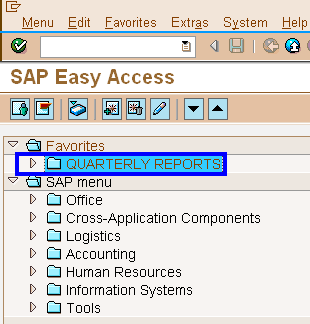 Menu Edit Favorites Extras System Help
SAP Easy Access
Favorites
QUARTERLY REPORTS
SAP menu
Office
Cross-Application Components
Logistics
Accounting
Human Resources
Information Systems
Tools